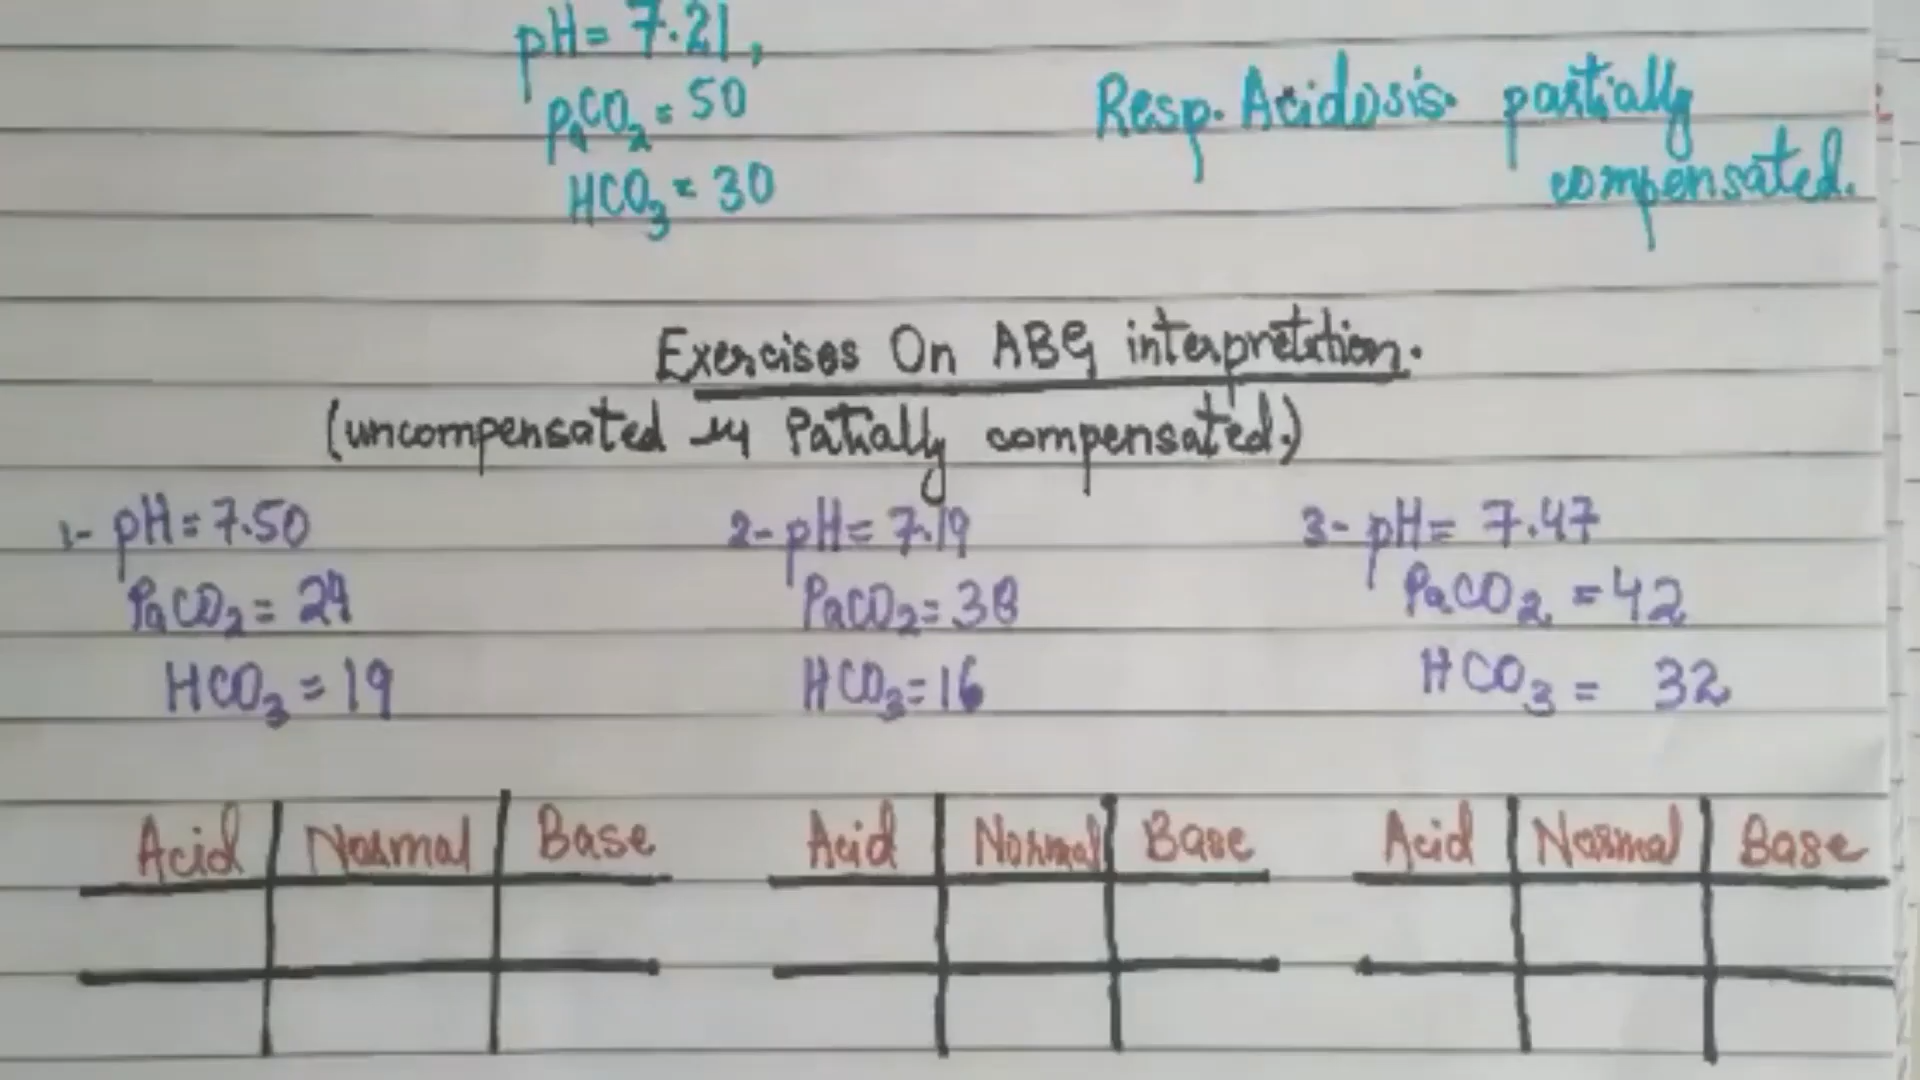 pH= 7.21,
PaCO2 = 50
HCO3 = 30
Resp. Acidosis. partially
compensated.
Exercises On ABG interpretation.
(uncompensated Patially compensated.)
1- pH = 7.50
PaCO2 = 29
HCO3 = 19
2- pH = 7.19
PaCO2 = 38
HCO3 = 16
3- pH = 7.47
PaCO2 = 42
HCO3 = 32
Acid Normal Base
Acid Normal Base
Acid Normal Base